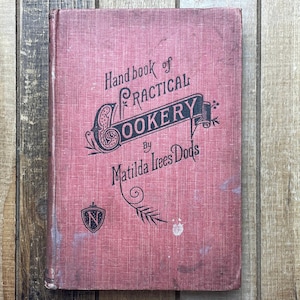 Handbook of
PRACTICAL
COOKERY
By
Matilda Lees Dods
N